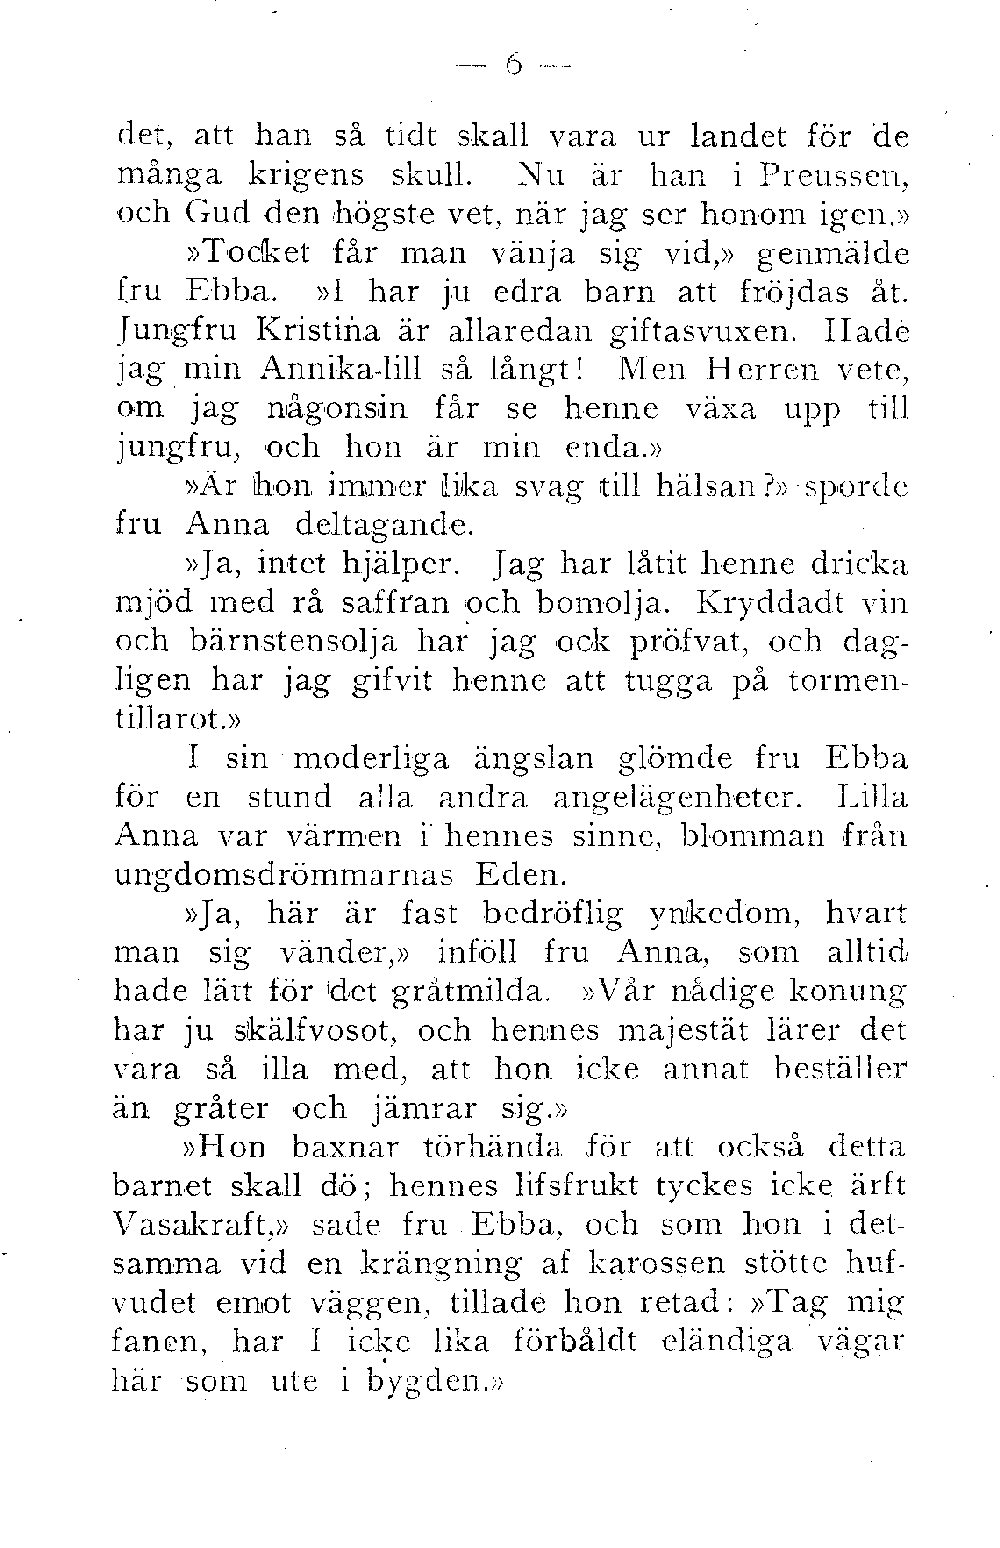 — 6 —
det, att han så tidt skall vara ur landet för de
många krigens skull. Nu är han i Preussen,
och Gud den högste vet, när jag ser honom igen.»
»Tocket får man vänja sig vid,» genmälde
fru Ebba. »I har ju edra barn att fröjdas åt.
Jungfru Kristina är allaredan giftasvuxen. Hade
jag min Annika-lill så långt! Men Herren vete,
om jag någonsin får se henne växa upp till
jungfru, och hon är min enda.»
»Är hon immer lika svag till hälsan?» sporde
fru Anna deltagande.
»Ja, intet hjälper. Jag har låtit henne dricka
mjöd med rå saffran och bomolja. Kryddadt vin
och bärnstensolja har jag ock pröfvat, och dag-
ligen har jag gifvit henne att tugga på tormen-
tillarot.»
I sin moderliga ängslan glömde fru Ebba
för en stund alla andra angelägenheter. Lilla
Anna var värmen i hennes sinne, blomman från
ungdomsdrömmarnas Eden.
»Ja, här är fast bedröflig ynkedom, hvart
man sig vänder,» inföll fru Anna, som alltid
hade lätt för det gråtmilda. »Vår nådige konung
har ju skälfvosot, och hennes majestät lärer det
vara så illa med, att hon icke annat beställer
än gråter och jämrar sig.»
»Hon baxnar törhända för att också detta
barnet skall dö; hennes lifsfrukt tyckes icke ärft
Vasakraft,» sade fru Ebba, och som hon i det-
samma vid en krängning af karossen stötte huf-
vudet emot väggen, tillade hon retad: »Tag mig
fanen, har I icke lika förbåldt eländiga vägar
här som ute i bygden.»